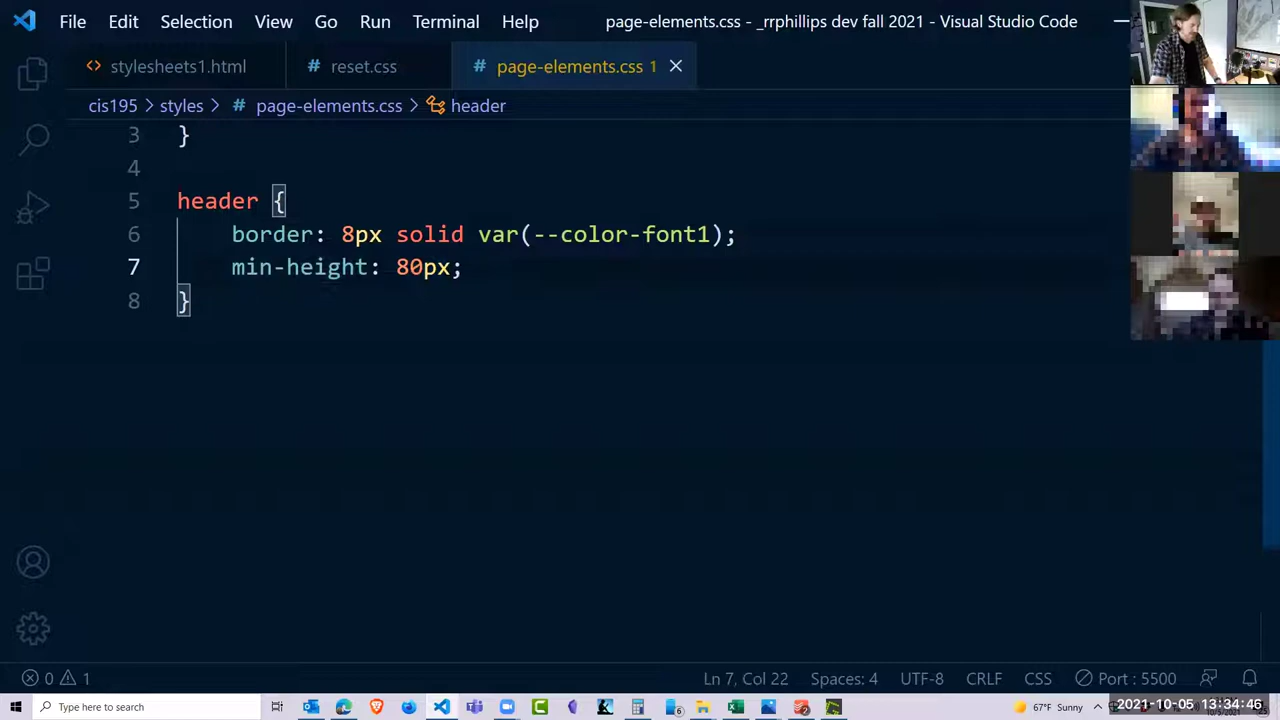 File Edit Selection View Go Run Terminal Help page-elements.css - _rrphillips dev fall 2021 - Visual Studio Code
<> stylesheets1.html # reset.css # page-elements.css 1
cis195 > styles > # page-elements.css > header
3 }
4
5 header {
6 border: 8px solid var(--color-font1);
7 min-height: 80px;
8 }
0 1 Ln 7, Col 22 Spaces: 4 UTF-8 CRLF CSS Port : 5500
Type here to search 67°F Sunny 2021-10-05 13:34:46